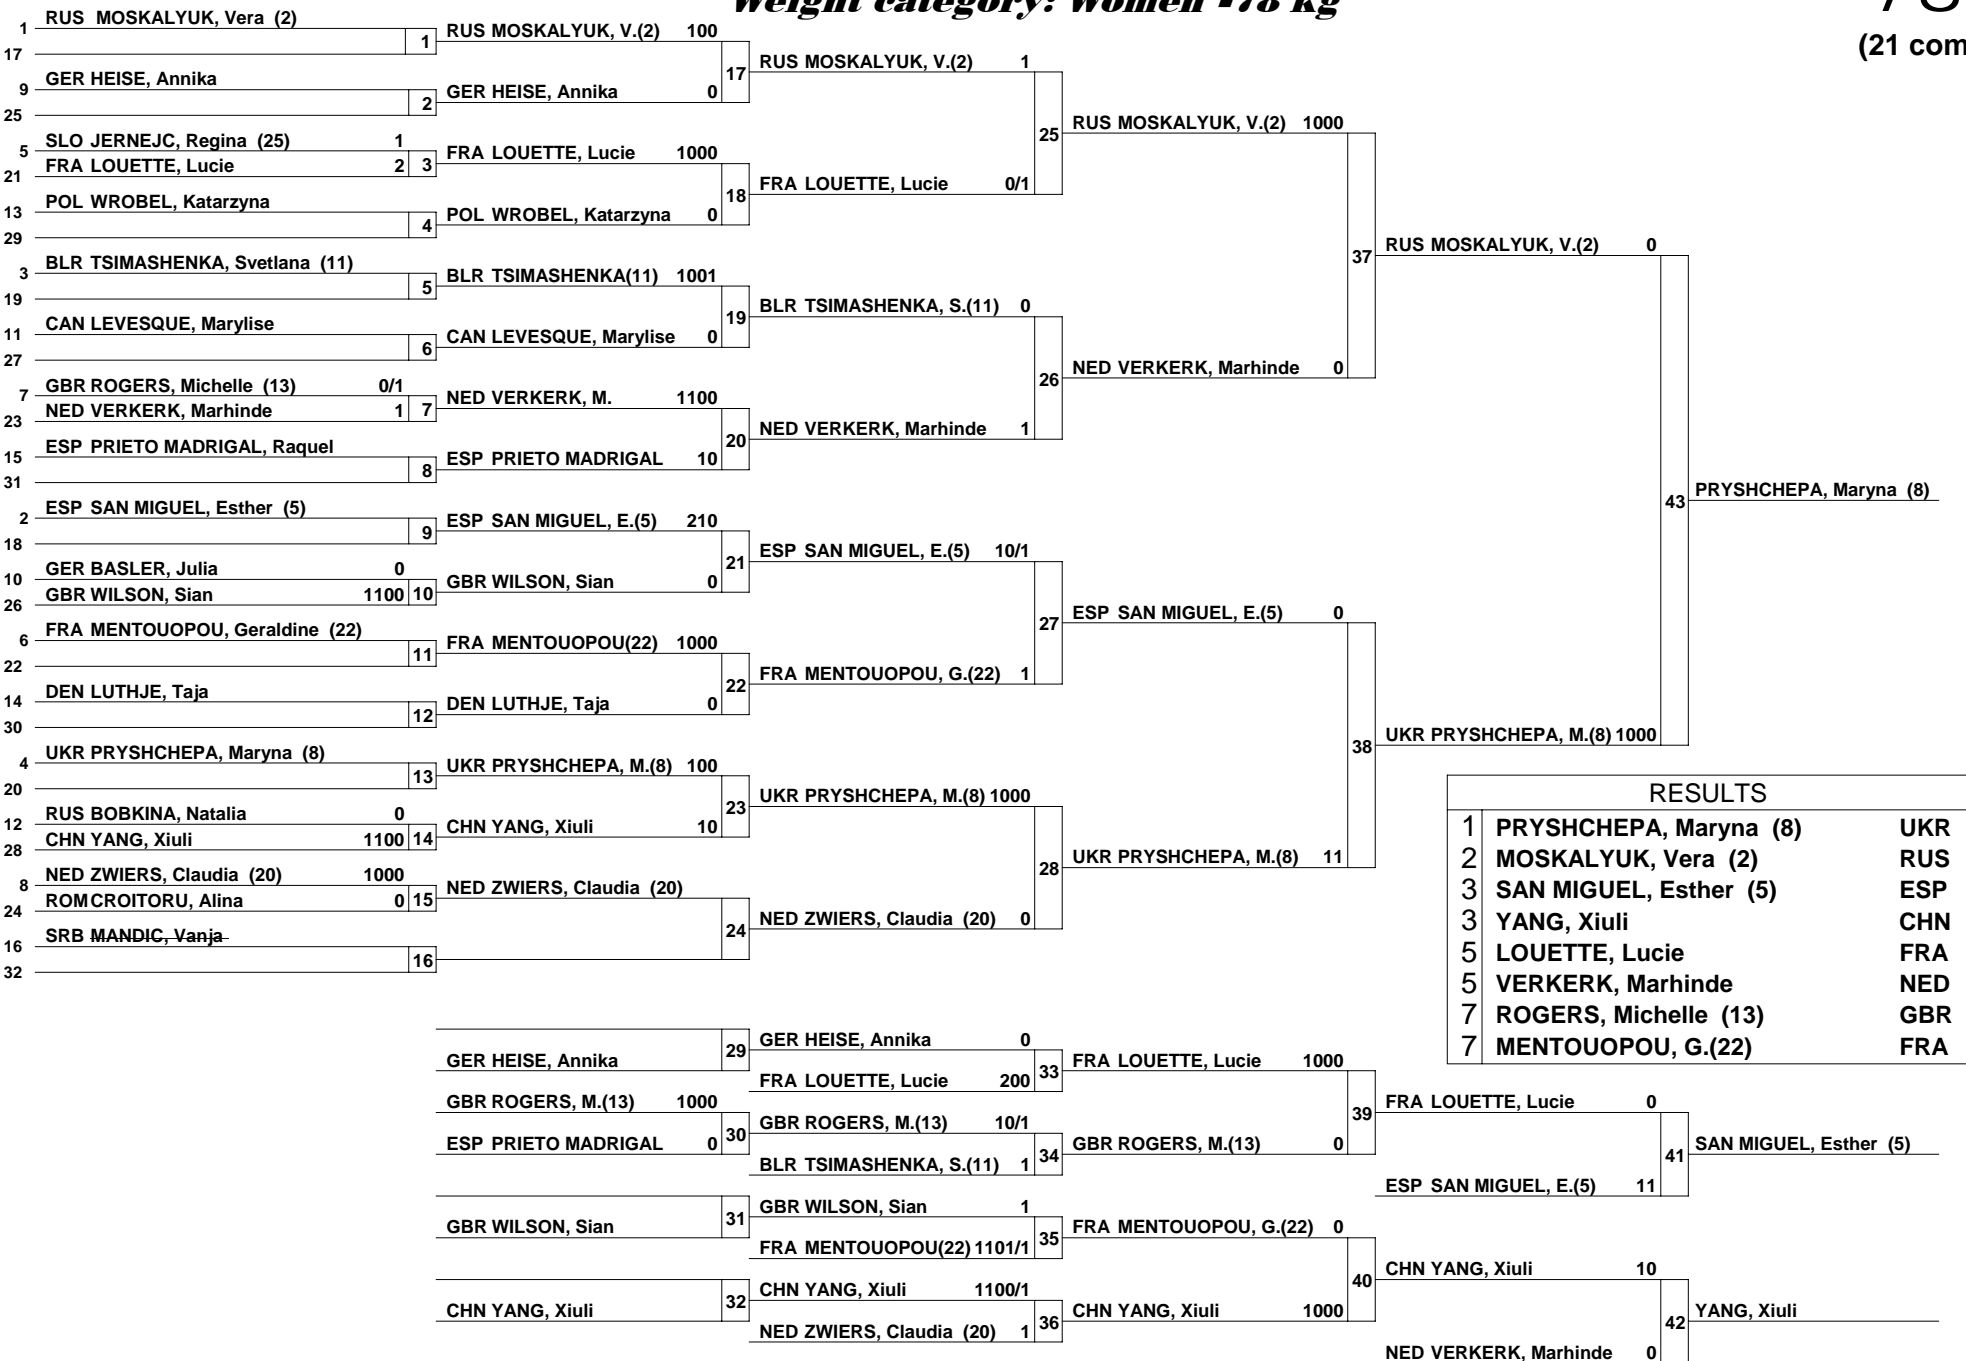 Weight category: Women -78 kg
(21 com
1 RUS MOSKALYUK, Vera (2)
17
1
9 GER HEISE, Annika
25
2
5 SLO JERNEJC, Regina (25) 1
21 FRA LOUETTE, Lucie 2
3
13 POL WROBEL, Katarzyna
29
4
3 BLR TSIMASHENKA, Svetlana (11)
19
5
11 CAN LEVESQUE, Marylise
27
6
7 GBR ROGERS, Michelle (13) 0/1
23 NED VERKERK, Marhinde 1
7
15 ESP PRIETO MADRIGAL, Raquel
31
8
2 ESP SAN MIGUEL, Esther (5)
18
9
10 GER BASLER, Julia 0
26 GBR WILSON, Sian 1100
10
6 FRA MENTOUOPOU, Geraldine (22)
22
11
14 DEN LUTHJE, Taja
30
12
4 UKR PRYSHCHEPA, Maryna (8)
20
13
12 RUS BOBKINA, Natalia 0
28 CHN YANG, Xiuli 1100
14
8 NED ZWIERS, Claudia (20) 1000
24 ROM CROITORU, Alina 0
15
16 SRB MANDIC, Vanja
32
16
RUS MOSKALYUK, V.(2) 100
17
GER HEISE, Annika 0
FRA LOUETTE, Lucie 1000
18
POL WROBEL, Katarzyna 0
BLR TSIMASHENKA(11) 1001
19
CAN LEVESQUE, Marylise 0
NED VERKERK, M. 1100
20
ESP PRIETO MADRIGAL 10
ESP SAN MIGUEL, E.(5) 210
21
GBR WILSON, Sian 0
FRA MENTOUOPOU(22) 1000
22
DEN LUTHJE, Taja 0
UKR PRYSHCHEPA, M.(8) 100
23
CHN YANG, Xiuli 10
NED ZWIERS, Claudia (20)
24
RUS MOSKALYUK, V.(2) 1
25
FRA LOUETTE, Lucie 0/1
BLR TSIMASHENKA, S.(11) 0
26
NED VERKERK, Marhinde 1
ESP SAN MIGUEL, E.(5) 10/1
27
FRA MENTOUOPOU, G.(22) 1
UKR PRYSHCHEPA, M.(8) 1000
28
NED ZWIERS, Claudia (20) 0
RUS MOSKALYUK, V.(2) 1000
37
NED VERKERK, Marhinde 0
ESP SAN MIGUEL, E.(5) 0
38
UKR PRYSHCHEPA, M.(8) 11
RUS MOSKALYUK, V.(2) 0
43
UKR PRYSHCHEPA, M.(8) 1000
PRYSHCHEPA, Maryna (8)
RESULTS
1 PRYSHCHEPA, Maryna (8) UKR
2 MOSKALYUK, Vera (2) RUS
3 SAN MIGUEL, Esther (5) ESP
3 YANG, Xiuli CHN
5 LOUETTE, Lucie FRA
5 VERKERK, Marhinde NED
7 ROGERS, Michelle (13) GBR
7 MENTOUOPOU, G.(22) FRA
29
GER HEISE, Annika
GBR ROGERS, M.(13) 1000
30
ESP PRIETO MADRIGAL 0
31
GBR WILSON, Sian
32
CHN YANG, Xiuli
GER HEISE, Annika 0
33
FRA LOUETTE, Lucie 200
GBR ROGERS, M.(13) 10/1
34
BLR TSIMASHENKA, S.(11) 1
GBR WILSON, Sian 1
35
FRA MENTOUOPOU(22) 1101/1
CHN YANG, Xiuli 1100/1
36
NED ZWIERS, Claudia (20) 1
FRA LOUETTE, Lucie 1000
39
GBR ROGERS, M.(13) 0
FRA MENTOUOPOU, G.(22) 0
40
CHN YANG, Xiuli 1000
FRA LOUETTE, Lucie 0
41
ESP SAN MIGUEL, E.(5) 11
SAN MIGUEL, Esther (5)
CHN YANG, Xiuli 10
42
NED VERKERK, Marhinde 0
YANG, Xiuli